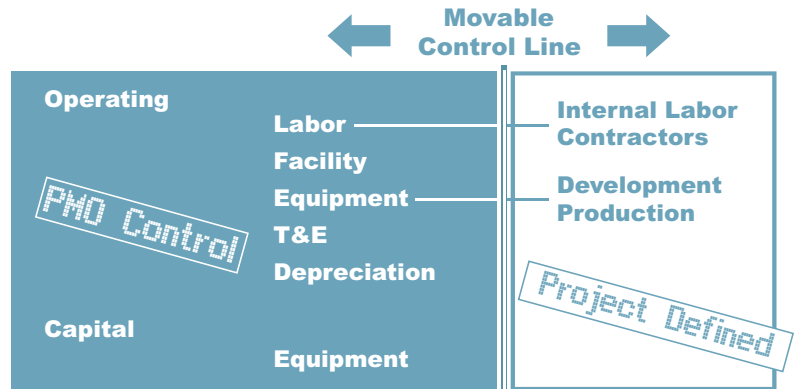 Movable
Control Line
Operating
Labor
Facility
Equipment
T&E
Depreciation
PMO Control
Capital
Equipment
Internal Labor
Contractors
Development
Production
Project Defined